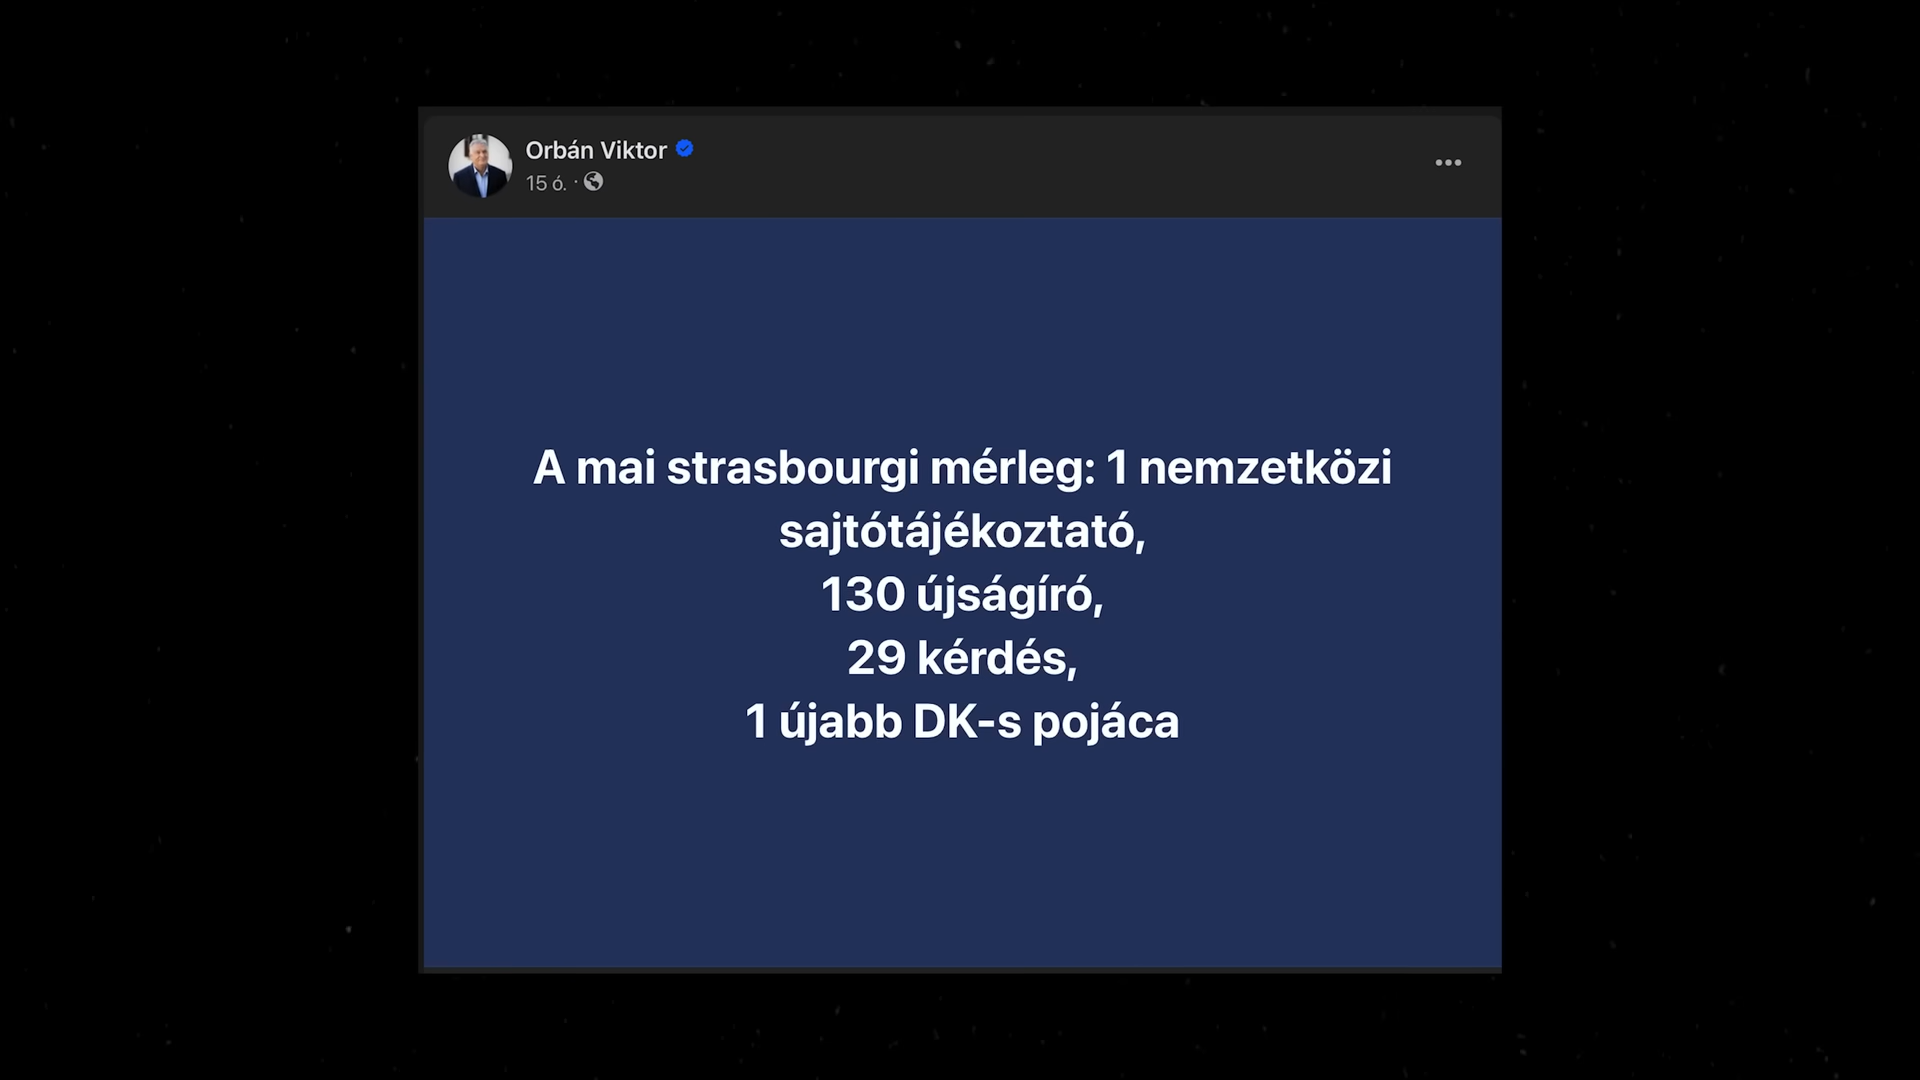 Orbán Viktor
15 ó. ·
A mai strasbourgi mérleg: 1 nemzetközi
sajtótájékoztató,
130 újságíró,
29 kérdés,
1 újabb DK-s pojáca